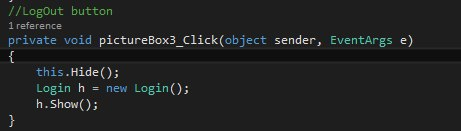 //LogOut button
1 reference
private void pictureBox3_Click(object sender, EventArgs e)
{
this.Hide();
Login h = new Login();
h.Show();
}